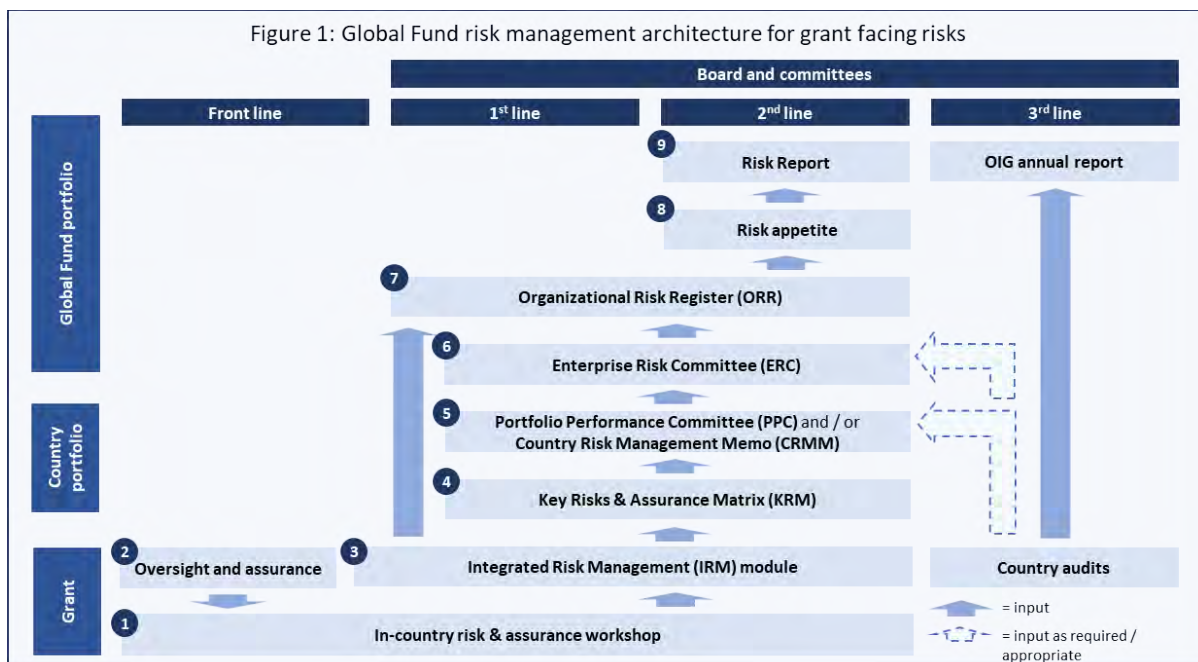 Figure 1: Global Fund risk management architecture for grant facing risks
Board and committees
Front line
1st line
2nd line
3rd line
Global Fund portfolio
9
Risk Report
OIG annual report
8
Risk appetite
7
Organizational Risk Register (ORR)
6
Enterprise Risk Committee (ERC)
Country
portfolio
5
Portfolio Performance Committee (PPC) and / or
Country Risk Management Memo (CRMM)
4
Key Risks & Assurance Matrix (KRM)
Grant
2
Oversight and assurance
3
Integrated Risk Management (IRM) module
Country audits
1
In-country risk & assurance workshop
= input
= input as required /
appropriate